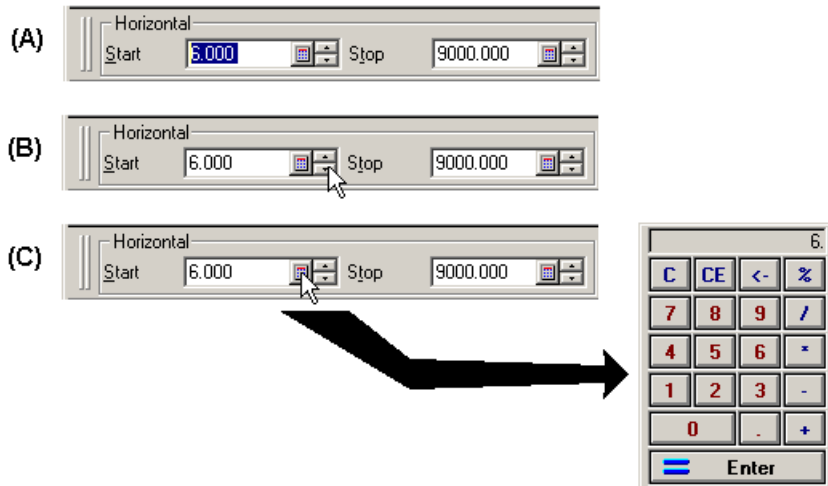 (A)
Horizontal
Start 6.000 Stop 9000.000
(B)
Horizontal
Start 6.000 Stop 9000.000
(C)
Horizontal
Start 6.000 Stop 9000.000
6.
C CE <- %
7 8 9 /
4 5 6 *
1 2 3 -
0 . +
= Enter